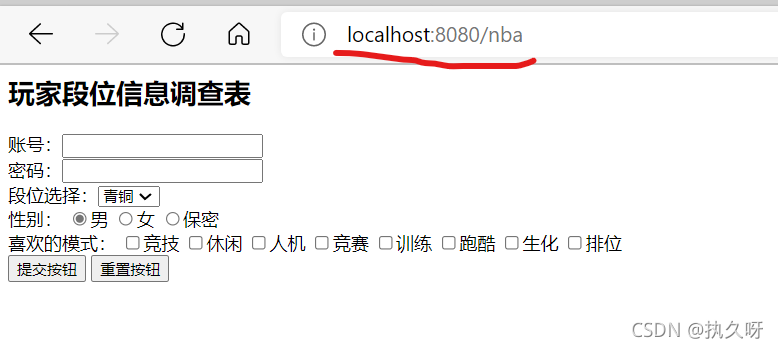 localhost:8080/nba
玩家段位信息调查表
账号：
密码：
段位选择： 青铜
性别： 男 女 保密
喜欢的模式： 竞技 休闲 人机 竞赛 训练 跑酷 生化 排位
提交按钮 重置按钮
CSDN @执久呀